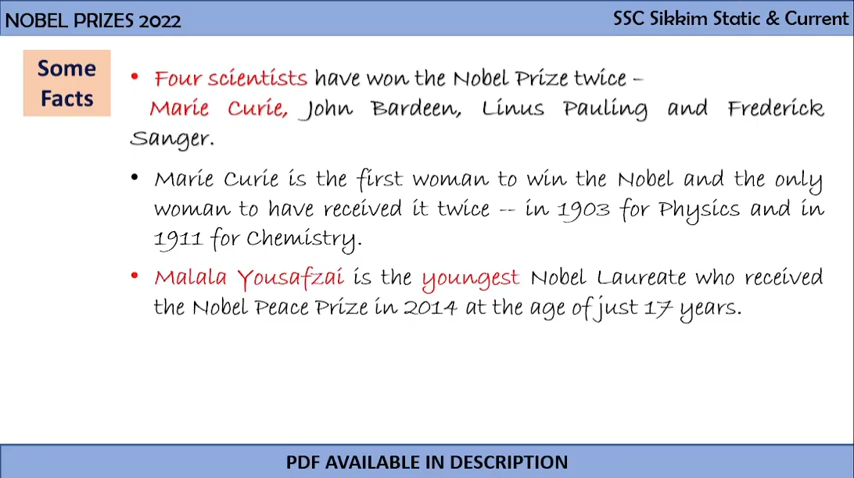 NOBEL PRIZES 2022
SSC Sikkim Static & Current
Some
Facts
• Four scientists have won the Nobel Prize twice –
Marie Curie, John Bardeen, Linus Pauling and Frederick
Sanger.
• Marie Curie is the first woman to win the Nobel and the only
woman to have received it twice -- in 1903 for Physics and in
1911 for Chemistry.
• Malala Yousafzai is the youngest Nobel Laureate who received
the Nobel Peace Prize in 2014 at the age of just 17 years.
PDF AVAILABLE IN DESCRIPTION